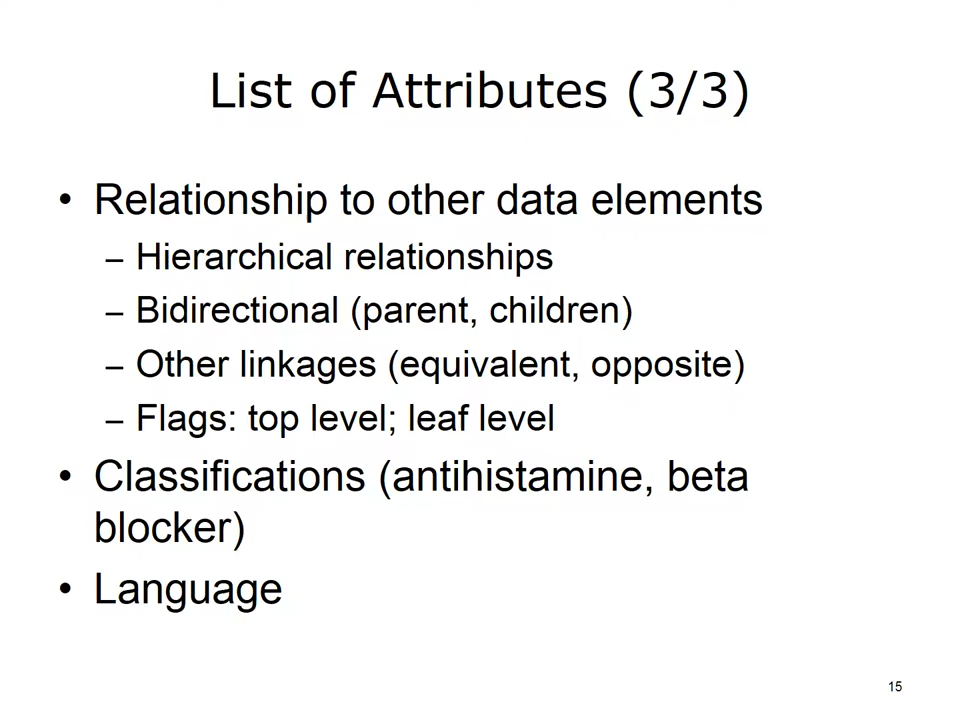 List of Attributes (3/3)
• Relationship to other data elements
– Hierarchical relationships
– Bidirectional (parent, children)
– Other linkages (equivalent, opposite)
– Flags: top level; leaf level
• Classifications (antihistamine, beta
blocker)
• Language
15